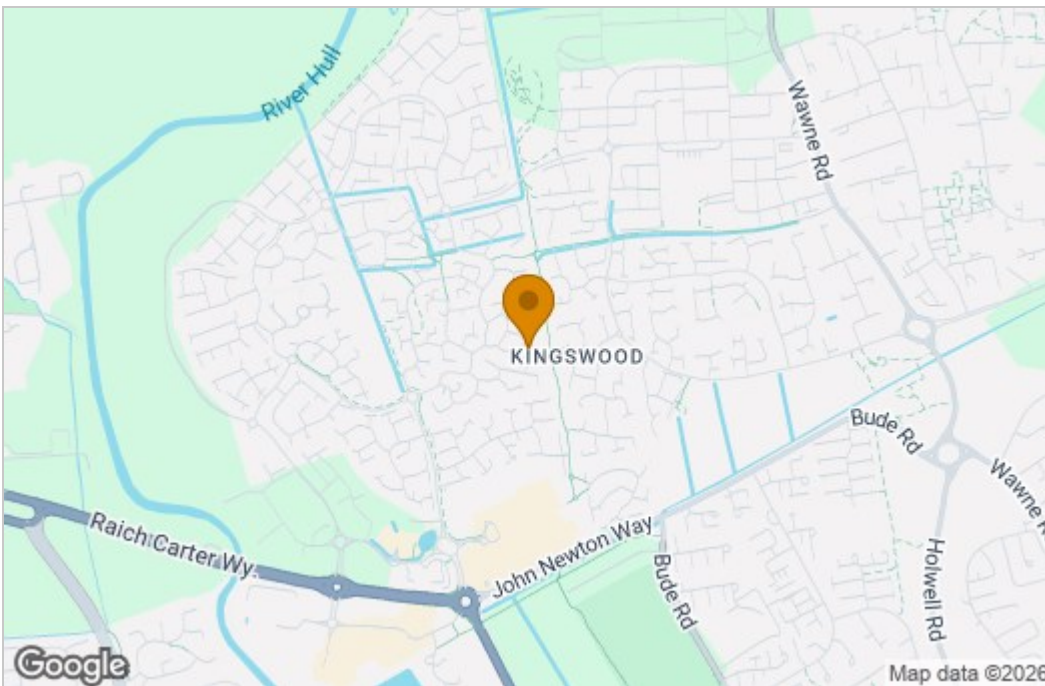 River Hull
Wawne Rd
KINGSWOOD
Bude Rd
Wawne R
Raich Carter Wy.
John Newton Way
Bude Rd
Holwell Rd
Google
Map data ©2026